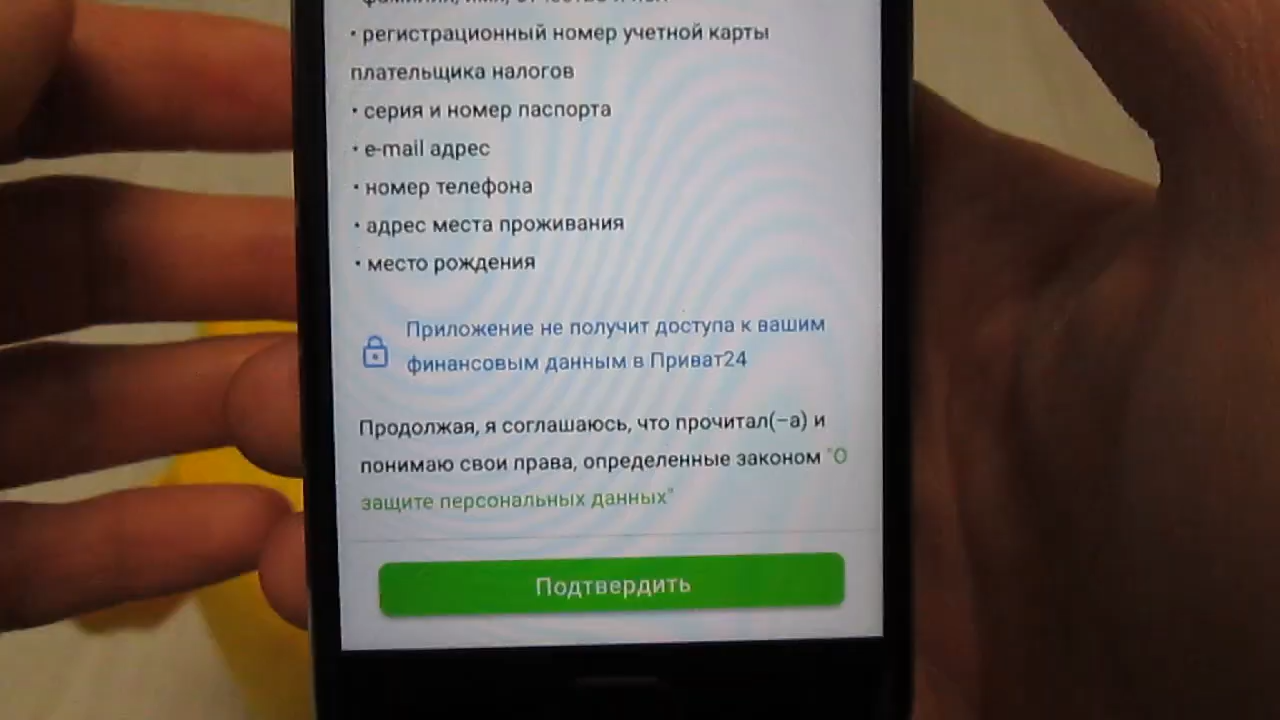 • регистрационный номер учетной карты
плательщика налогов
• серия и номер паспорта
• e-mail адрес
• номер телефона
• адрес места проживания
• место рождения
Приложение не получит доступа к вашим
финансовым данным в Приват24
Продолжая, я соглашаюсь, что прочитал(–а) и
понимаю свои права, определенные законом "О
защите персональных данных"
Подтвердить